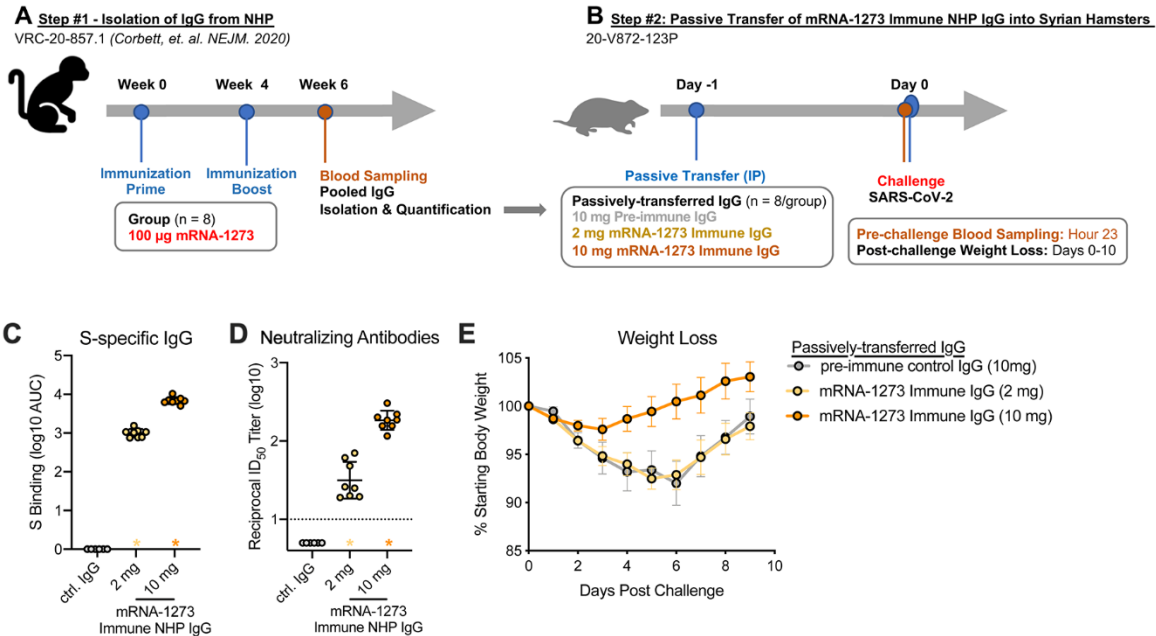 A Step #1 - Isolation of IgG from NHP
VRC-20-857.1 (Corbett, et. al. NEJM. 2020)
Week 0
Week 4
Week 6
Immunization
Prime
Immunization
Boost
Blood Sampling
Pooled IgG
Isolation & Quantification
Group (n = 8)
100 µg mRNA-1273
B Step #2: Passive Transfer of mRNA-1273 Immune NHP IgG into Syrian Hamsters
20-V872-123P
Day -1
Day 0
Passive Transfer (IP)
Passively-transferred IgG (n = 8/group)
10 mg Pre-immune IgG
2 mg mRNA-1273 Immune IgG
10 mg mRNA-1273 Immune IgG
Challenge
SARS-CoV-2
Pre-challenge Blood Sampling: Hour 23
Post-challenge Weight Loss: Days 0-10
C S-specific IgG
S Binding (log10 AUC)
5
4
3
2
1
0
* *
ctrl. IgG
2 mg
10 mg
mRNA-1273
Immune NHP IgG
D Neutralizing Antibodies
Reciprocal ID50 Titer (log10)
3
2
1
* *
ctrl. IgG
2 mg
10 mg
mRNA-1273
Immune NHP IgG
E Weight Loss
% Starting Body Weight
105
100
95
90
85
0 2 4 6 8 10
Days Post Challenge
Passively-transferred IgG
pre-immune control IgG (10mg)
mRNA-1273 Immune IgG (2 mg)
mRNA-1273 Immune IgG (10 mg)